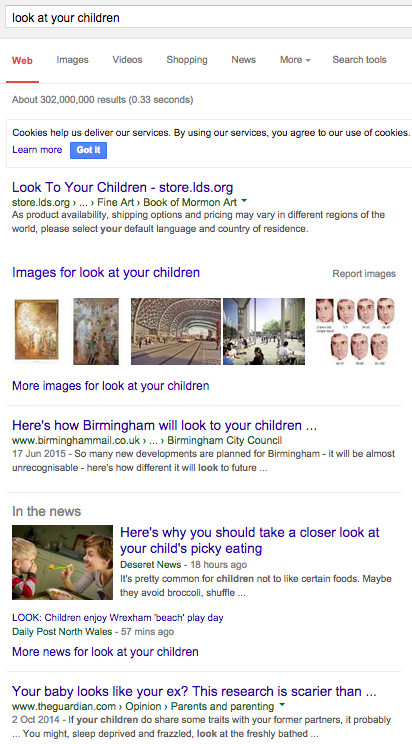 look at your children
Web Images Videos Shopping News More Search tools
About 302,000,000 results (0.33 seconds)
Cookies help us deliver our services. By using our services, you agree to our use of cookies.
Learn more Got it
Look To Your Children - store.lds.org
store.lds.org › ... › Fine Art › Book of Mormon Art
As product availability, shipping options and pricing may vary in different regions of the
world, please select your default language and country of residence.
Images for look at your children Report images
More images for look at your children
Here's how Birmingham will look to your children ...
www.birminghammail.co.uk › ... › Birmingham City Council
17 Jun 2015 - So many new developments are planned for Birmingham - it will be almost
unrecognisable - here's how different it will look to future ...
In the news
Here's why you should take a closer look at
your child's picky eating
Deseret News - 18 hours ago
It's pretty common for children not to like certain foods. Maybe
they avoid broccoli, shuffle ...
LOOK: Children enjoy Wrexham 'beach' play day
Daily Post North Wales - 57 mins ago
More news for look at your children
Your baby looks like your ex? This research is scarier than ...
www.theguardian.com › Opinion › Parents and parenting
2 Oct 2014 - If your children do share some traits with your former partners, it probably
... You might, sleep deprived and frazzled, look at the freshly bathed ...